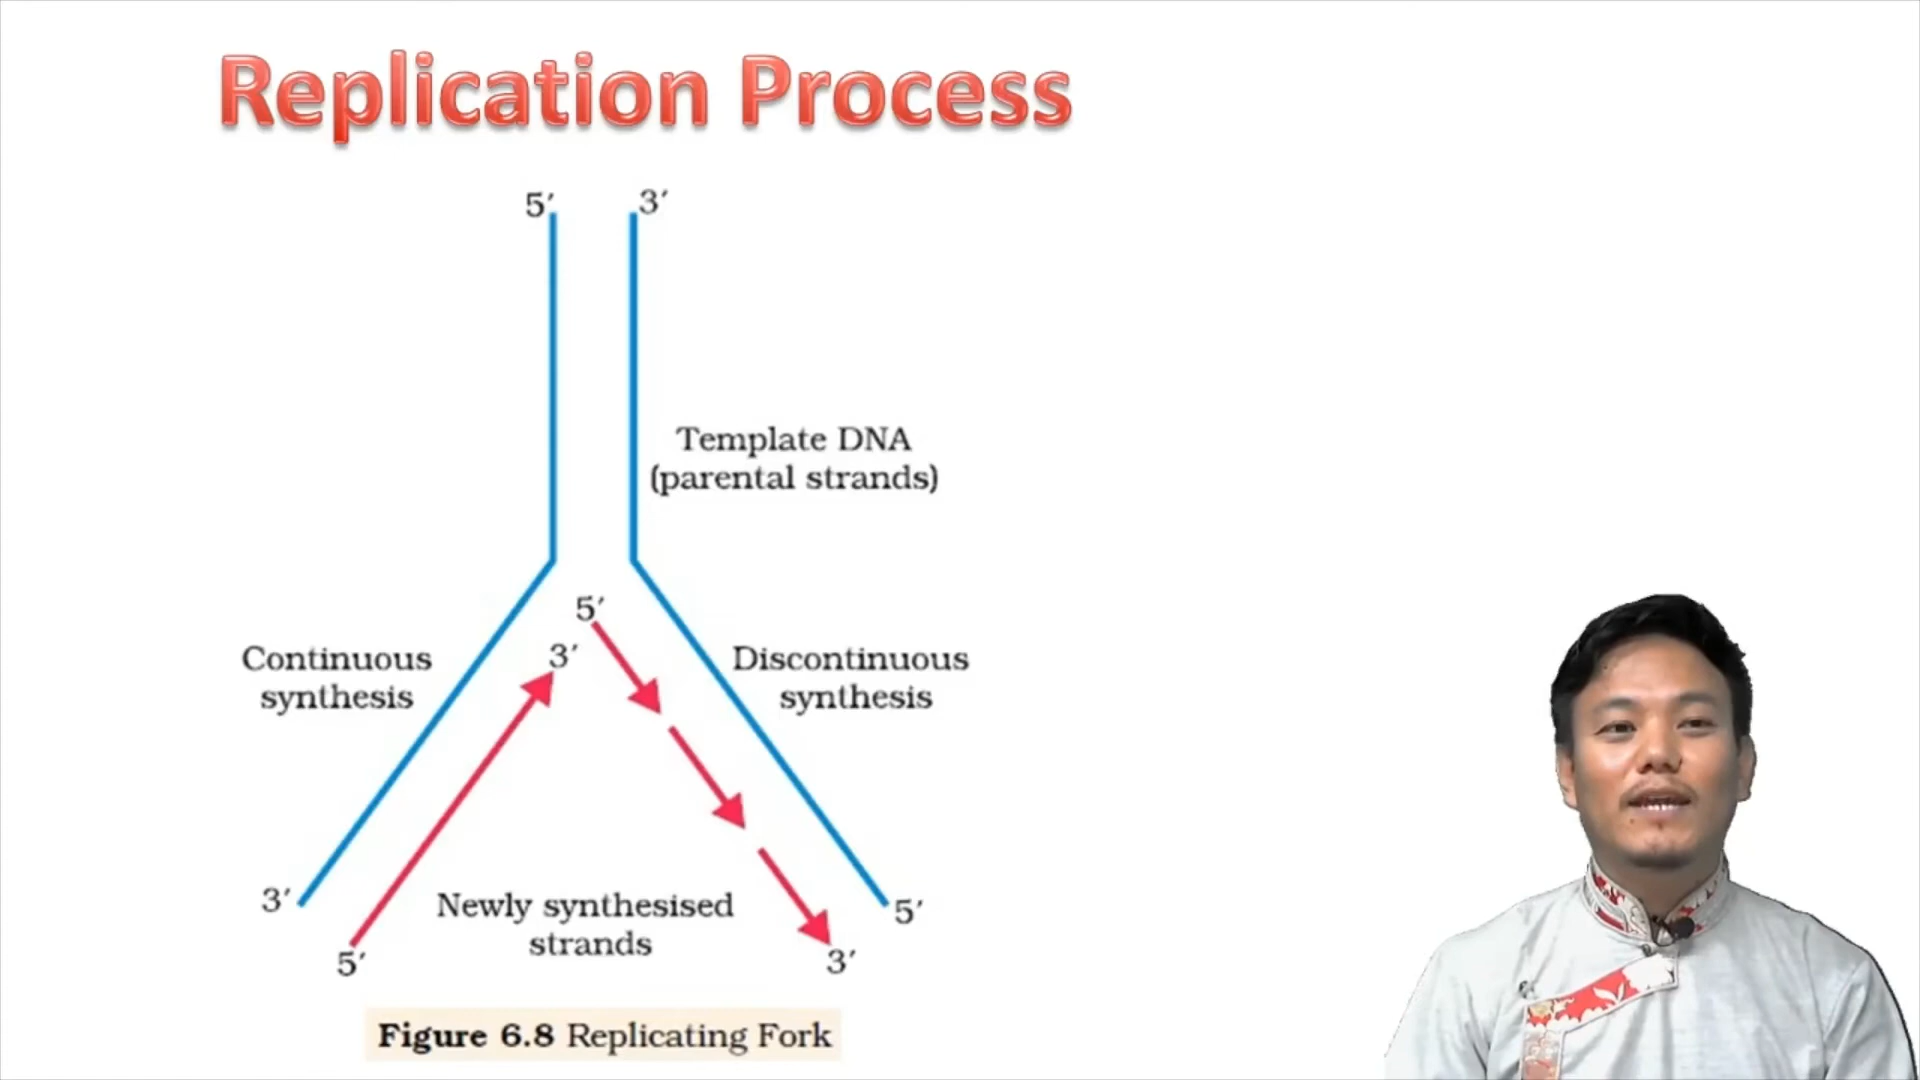 Replication Process
5′ 3′
Template DNA
(parental strands)
5′
3′
Continuous
synthesis
Discontinuous
synthesis
3′
5′
Newly synthesised
strands
5′
3′
Figure 6.8 Replicating Fork